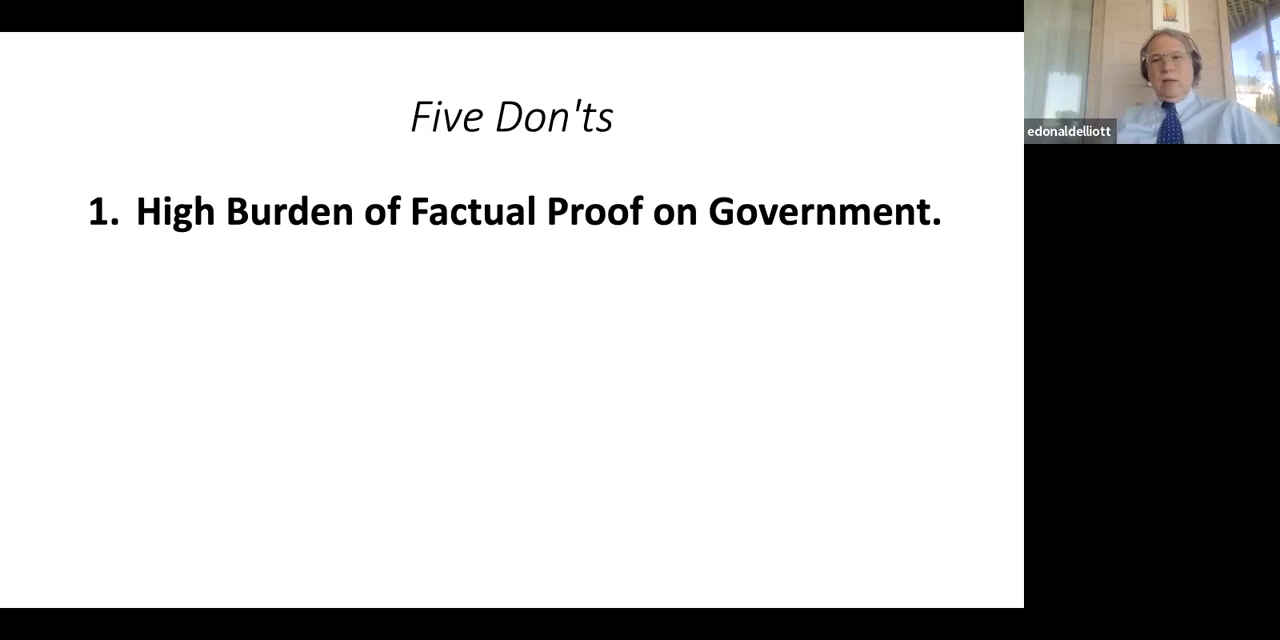 Five Don'ts
1. High Burden of Factual Proof on Government.
edonaldelliott